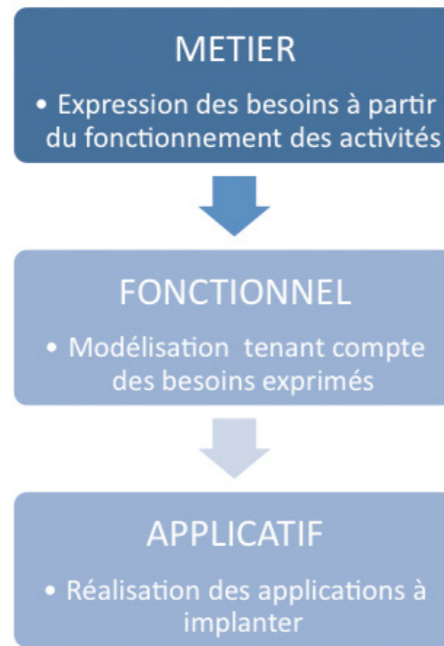 METIER
• Expression des besoins à partir
du fonctionnement des activités
FONCTIONNEL
• Modélisation tenant compte
des besoins exprimés
APPLICATIF
• Réalisation des applications à
implanter